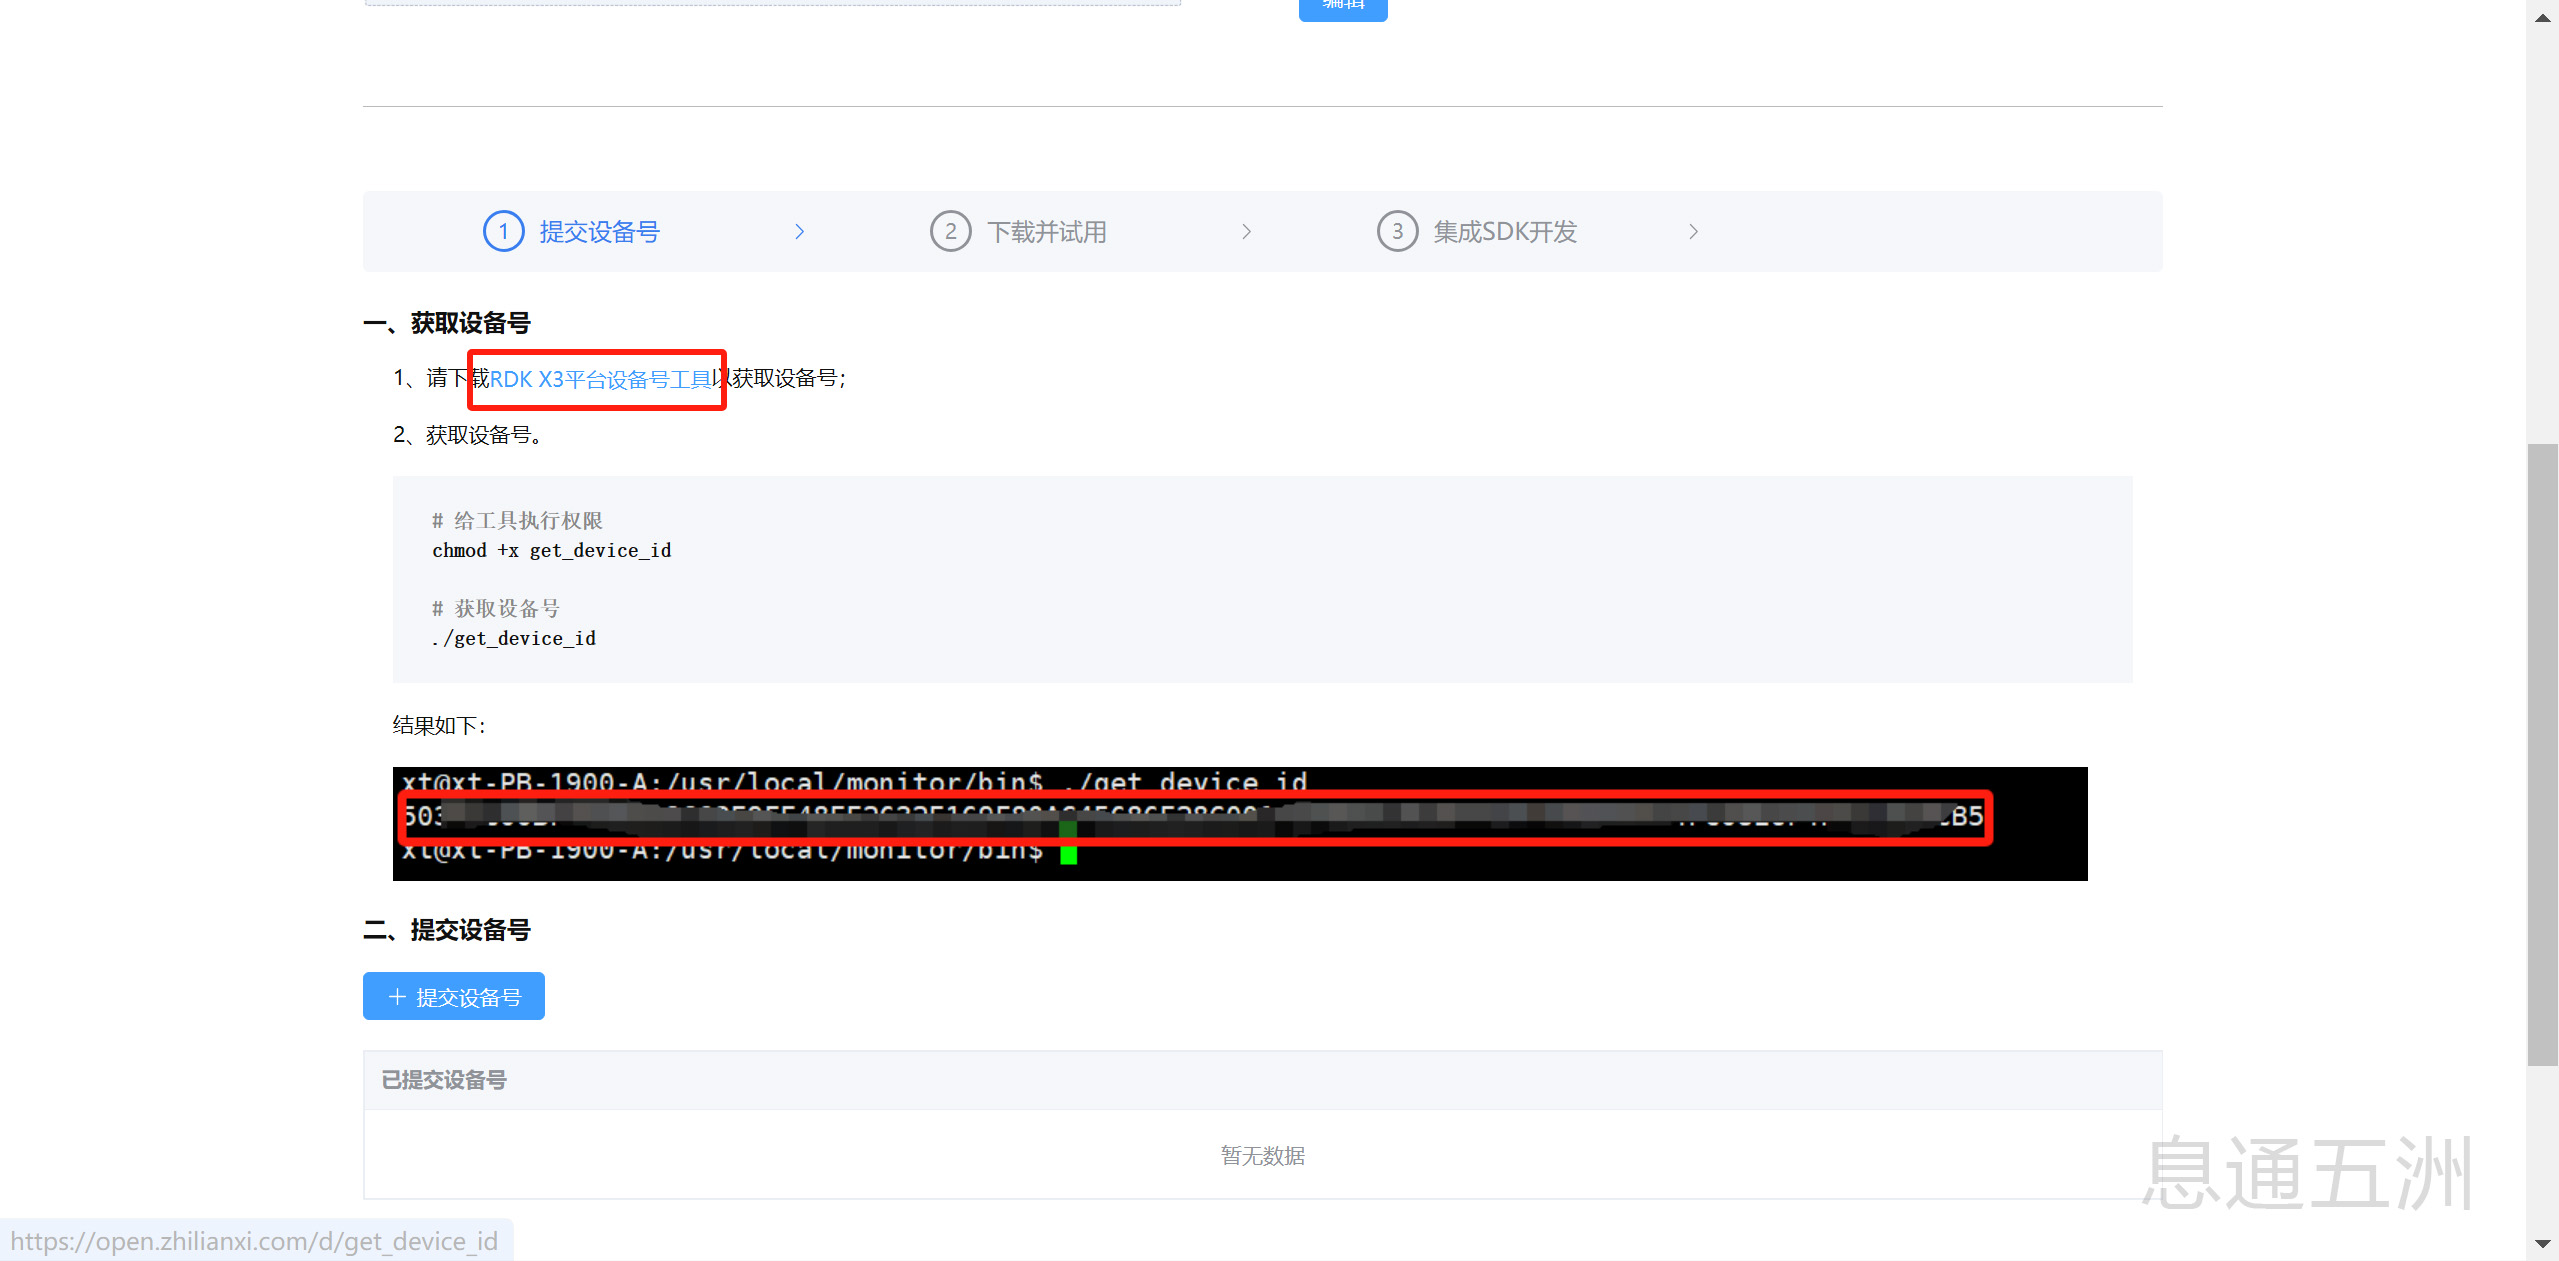 编辑
1 提交设备号 2 下载并试用 3 集成SDK开发
一、获取设备号
1、请下载RDK X3平台设备号工具以获取设备号;
2、获取设备号。
# 给工具执行权限
chmod +x get_device_id
# 获取设备号
./get_device_id
结果如下:
xt@xt-PB-1900-A:/usr/local/monitor/bin$ ./get_device_id
503
B5
xt@xt-PB-1900-A:/usr/local/monitor/bin$
二、提交设备号
+ 提交设备号
已提交设备号
暂无数据
息通五洲
https://open.zhilianxi.com/d/get_device_id